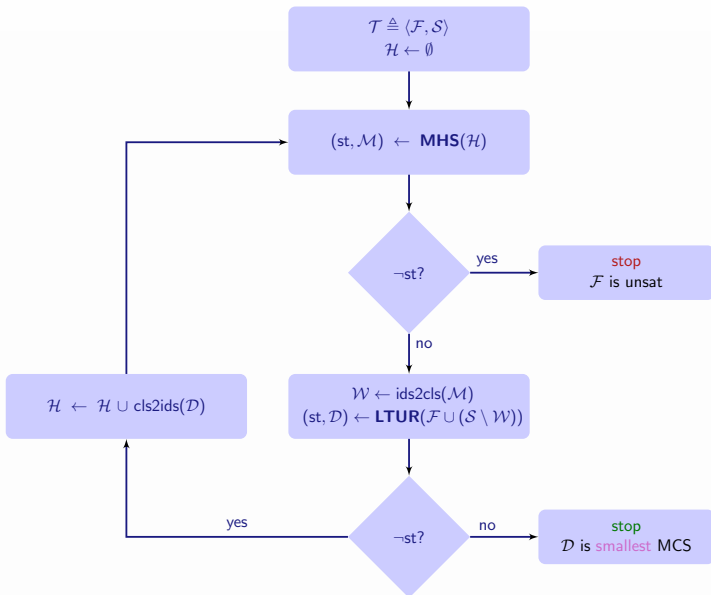 𝒯 ≜ ⟨ℱ, 𝒮⟩
ℋ ← ∅
(st, ℳ) ← MHS(ℋ)
¬st?
yes
stop
ℱ is unsat
no
𝒲 ← ids2cls(ℳ)
(st, 𝒟) ← LTUR(ℱ ∪ (𝒮 \ 𝒲))
ℋ ← ℋ ∪ cls2ids(𝒟)
¬st?
yes
no
stop
𝒟 is smallest MCS